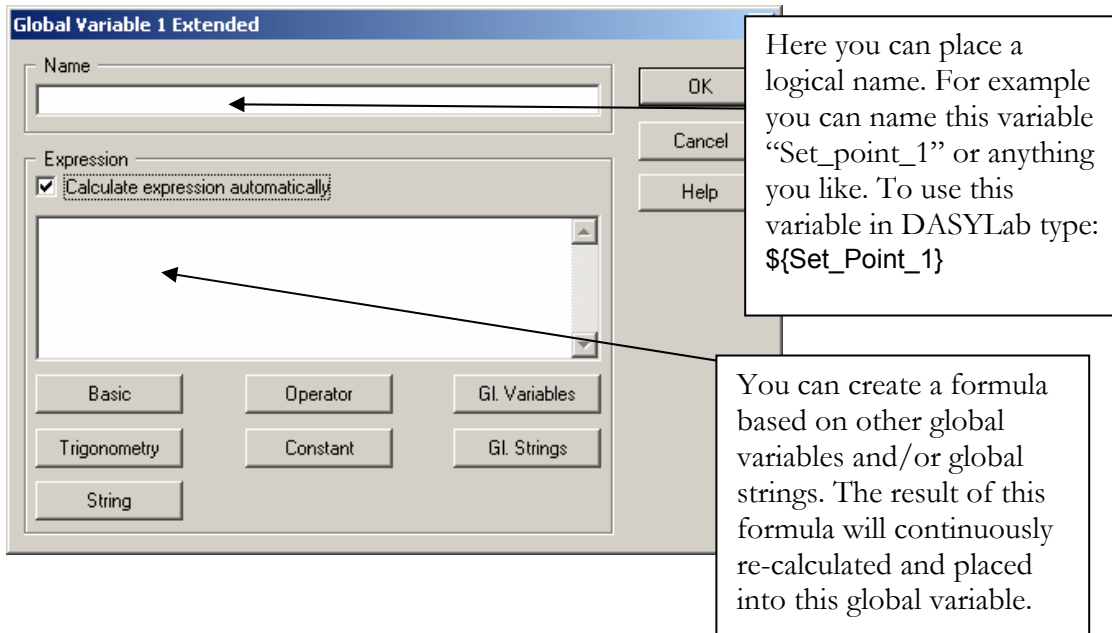 Global Variable 1 Extended
Name
OK
Cancel
Help
Expression
Calculate expression automatically
Basic
Operator
Gl. Variables
Trigonometry
Constant
Gl. Strings
String
Here you can place a
logical name. For example
you can name this variable
“Set_point_1” or anything
you like. To use this
variable in DASYLab type:
${Set_Point_1}
You can create a formula
based on other global
variables and/or global
strings. The result of this
formula will continuously
re-calculated and placed
into this global variable.